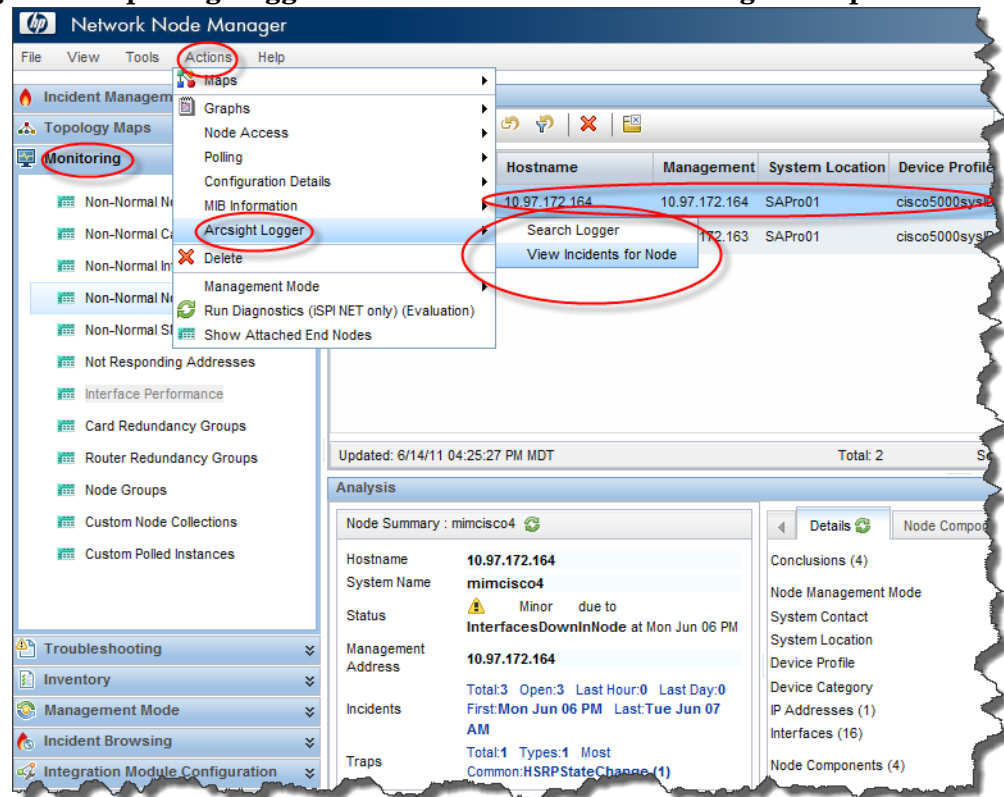 hp Network Node Manager
File View Tools Actions Help
Incident Managem
Topology Maps
Monitoring
Non-Normal No
Non-Normal Ca
Non-Normal In
Non-Normal N
Non-Normal S
Not Responding Addresses
Interface Performance
Card Redundancy Groups
Router Redundancy Groups
Node Groups
Custom Node Collections
Custom Polled Instances
Troubleshooting
Inventory
Management Mode
Incident Browsing
Integration Module Configuration
Maps
Graphs
Node Access
Polling
Configuration Details
MIB Information
Arcsight Logger
Delete
Management Mode
Run Diagnostics (iSPI NET only) (Evaluation)
Show Attached End Nodes
Search Logger
View Incidents for Node
Hostname Management System Location Device Profile
10.97.172.164 10.97.172.164 SAPro01 cisco5000sysI
172.163 SAPro01 cisco5000sysI
Updated: 6/14/11 04:25:27 PM MDT Total: 2
Analysis
Node Summary : mimcisco4
Hostname 10.97.172.164
System Name mimcisco4
Status Minor due to
InterfacesDownInNode at Mon Jun 06 PM
Management
Address 10.97.172.164
Incidents Total:3 Open:3 Last Hour:0 Last Day:0
First:Mon Jun 06 PM Last:Tue Jun 07
AM
Traps Total:1 Types:1 Most
Common:HSRPStateChange (1)
Details Node Compo
Conclusions (4)
Node Management Mode
System Contact
System Location
Device Profile
Device Category
IP Addresses (1)
Interfaces (16)
Node Components (4)